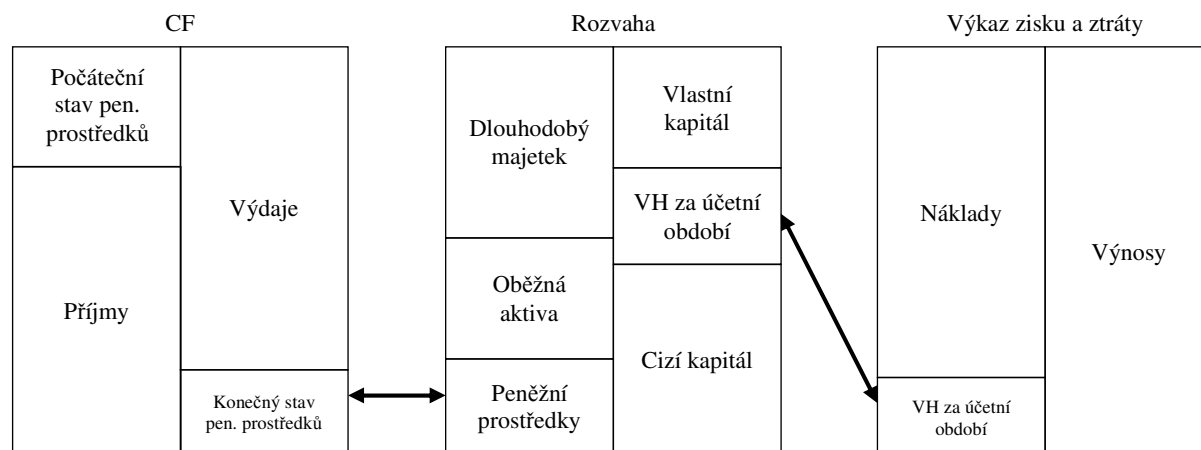 CF
Počáteční
stav pen.
prostředků
Příjmy
Výdaje
Konečný stav
pen. prostředků
Rozvaha
Dlouhodobý
majetek
Oběžná
aktiva
Peněžní
prostředky
Vlastní
kapitál
VH za účetní
období
Cizí kapitál
Výkaz zisku a ztráty
Náklady
VH za účetní
období
Výnosy